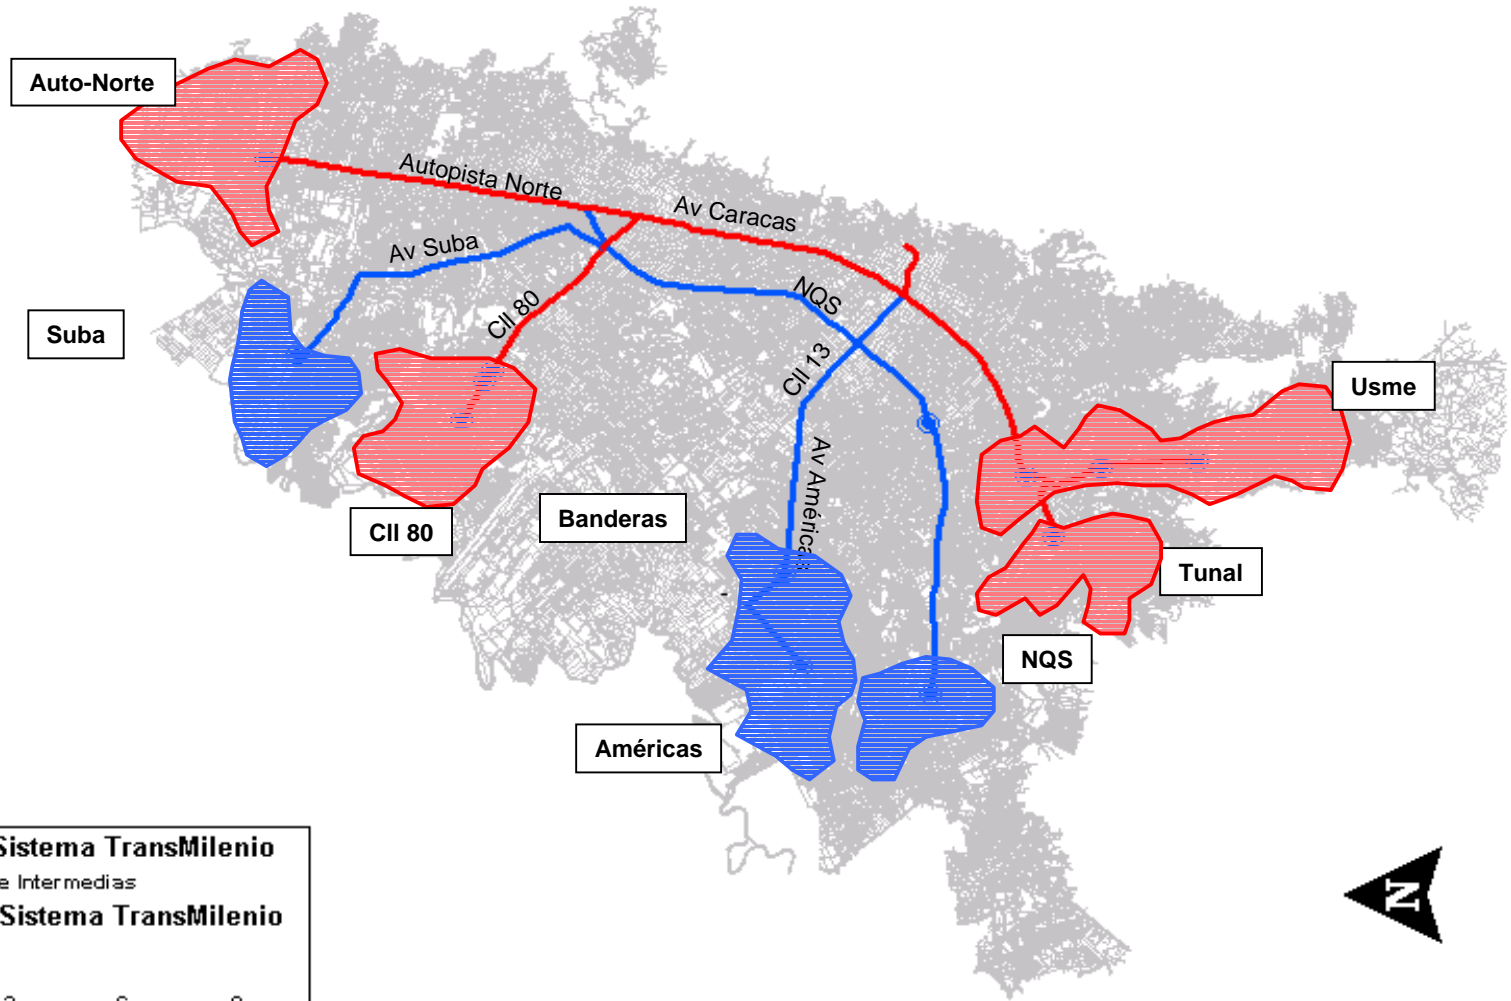 Auto-Norte
Autopista Norte
Av Caracas
Av Suba
NQS
Suba
Cll 80
Cll 13
Usme
Av Américas
Banderas
Cll 80
Tunal
NQS
Américas
Sistema TransMilenio
e Intermedias
Sistema TransMilenio
N